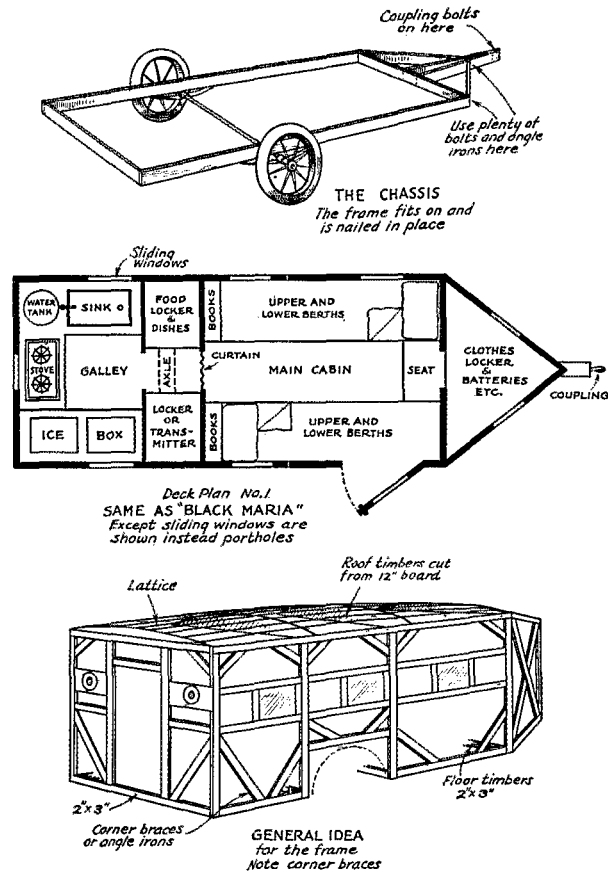 Coupling bolts
on here
Use plenty of
bolts and angle
irons here
THE CHASSIS
The frame fits on and
is nailed in place
Sliding
windows
WATER
TANK
SINK
FOOD
LOCKER
&
DISHES
BOOKS
UPPER AND
LOWER BERTHS
STOVE
GALLEY
AXLE
CURTAIN
MAIN CABIN
SEAT
CLOTHES
LOCKER
&
BATTERIES
ETC.
COUPLING
ICE
BOX
LOCKER
OR
TRANS-
MITTER
BOOKS
UPPER AND
LOWER BERTHS
Deck Plan No.1
SAME AS "BLACK MARIA"
Except sliding windows are
shown instead portholes
Lattice
Roof timbers cut
from 12" board
2"x3"
Corner braces
or angle irons
Floor timbers
2"x3"
GENERAL IDEA
for the frame
Note corner braces